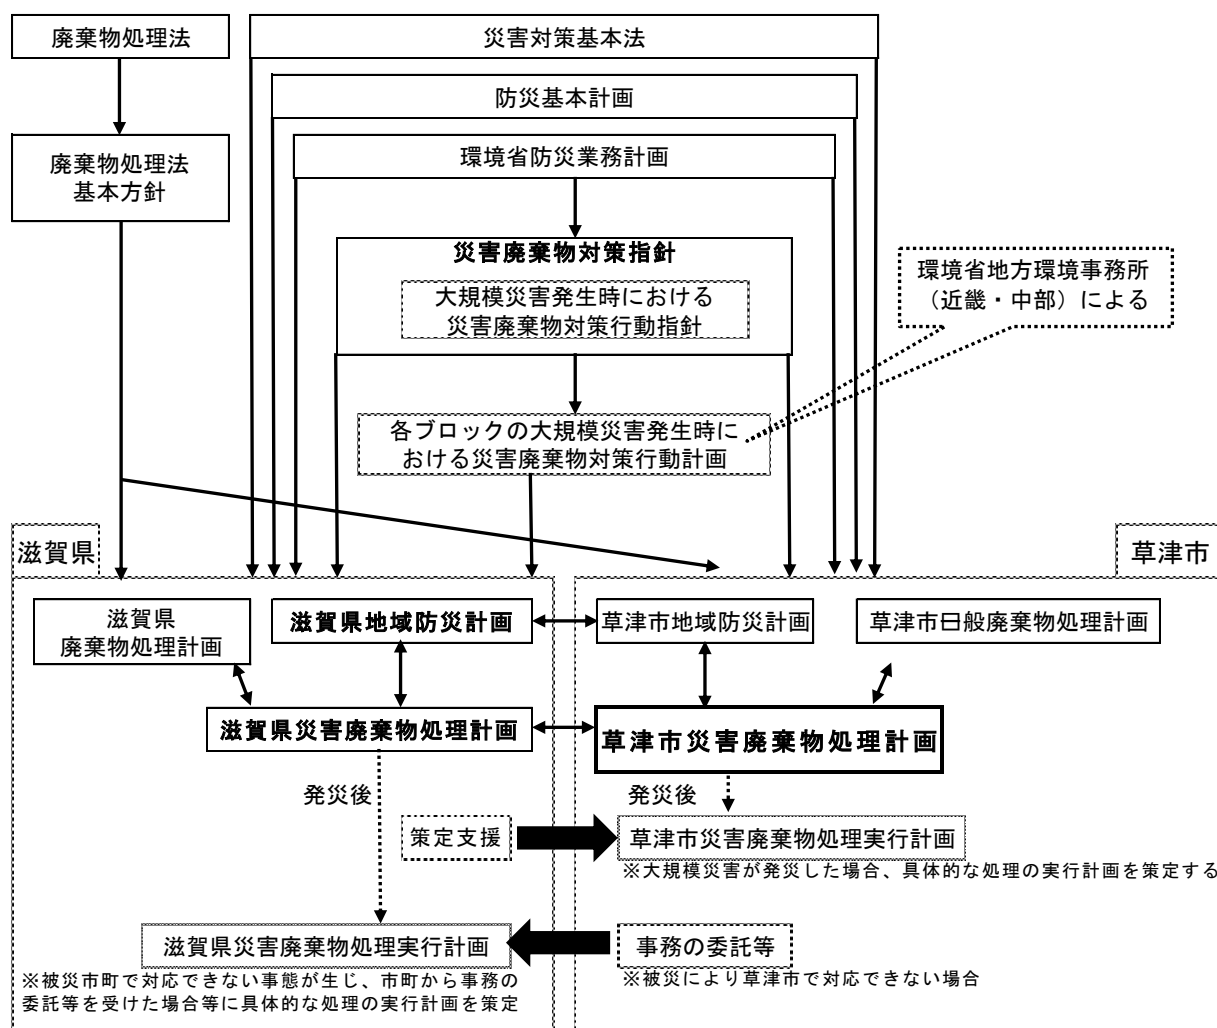 廃棄物処理法
災害対策基本法
防災基本計画
環境省防災業務計画
廃棄物処理法
基本方針
災害廃棄物対策指針
大規模災害発生時における
災害廃棄物対策行動指針
環境省地方環境事務所
（近畿・中部）による
各ブロックの大規模災害発生時に
おける災害廃棄物対策行動計画
滋賀県
草津市
滋賀県
廃棄物処理計画
滋賀県地域防災計画
草津市地域防災計画
草津市日般廃棄物処理計画
滋賀県災害廃棄物処理計画
草津市災害廃棄物処理計画
発災後
発災後
策定支援
草津市災害廃棄物処理実行計画
※大規模災害が発災した場合、具体的な処理の実行計画を策定する
滋賀県災害廃棄物処理実行計画
事務の委託等
※被災市町で対応できない事態が生じ、市町から事務の
委託等を受けた場合等に具体的な処理の実行計画を策定
※被災により草津市で対応できない場合